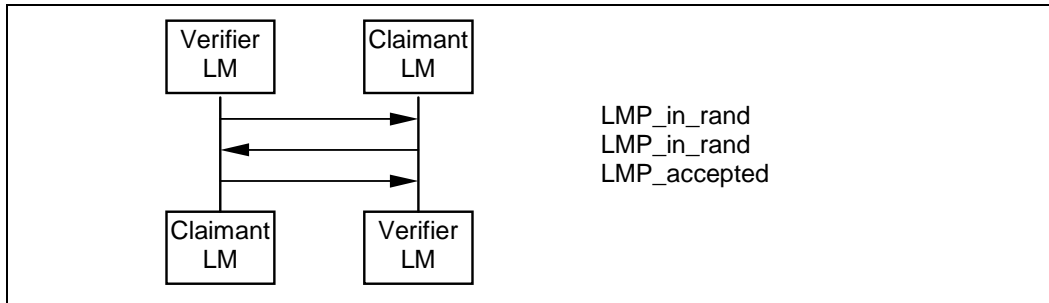 Verifier
LM
Claimant
LM
LMP_in_rand
LMP_in_rand
LMP_accepted
Claimant
LM
Verifier
LM